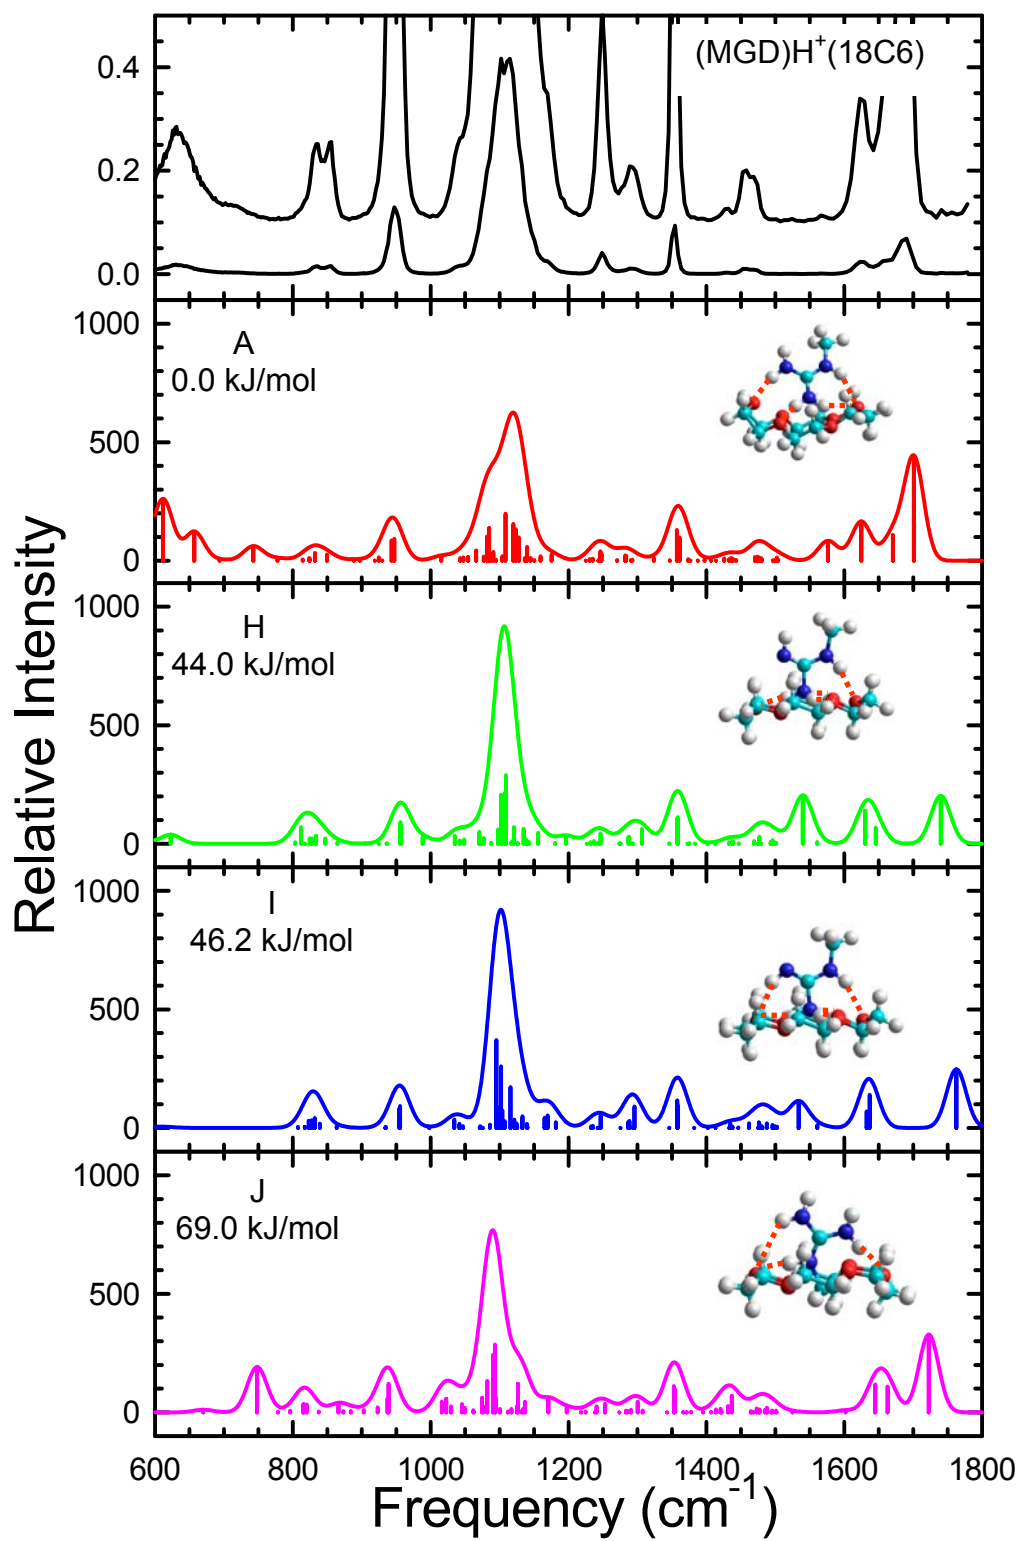 (MGD)H+(18C6)
0.4
0.2
0.0
1000
A
0.0 kJ/mol
500
0
1000
H
44.0 kJ/mol
500
0
1000
I
46.2 kJ/mol
500
0
1000
J
69.0 kJ/mol
500
0
Relative Intensity
600 800 1000 1200 1400 1600 1800
Frequency (cm-1)